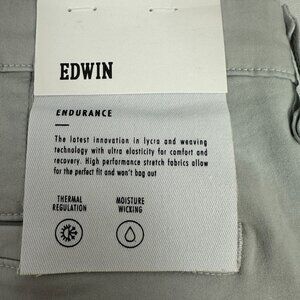 EDWIN
ENDURANCE
The latest innovation in lycra and weaving
technology with ultra elasticity for comfort and
recovery. High performance stretch fabrics allow
for the perfect fit and won't bag out
THERMAL MOISTURE
REGULATION WICKING